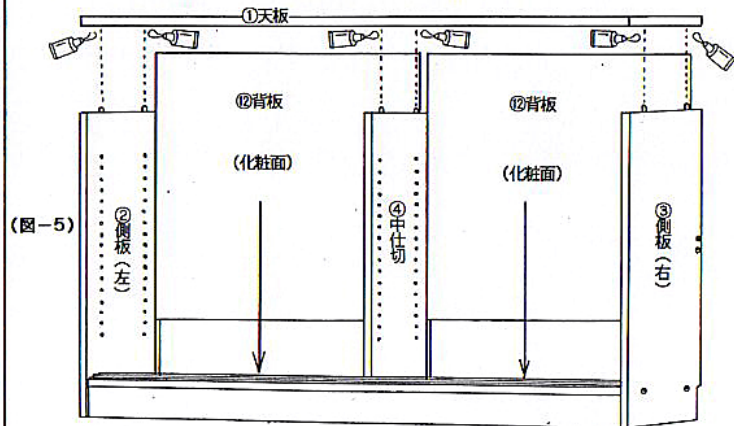 ①天板
⑫背板
⑫背板
(化粧面)
(化粧面)
(図－5)
②側板(左)
④中仕切
③側板(右)